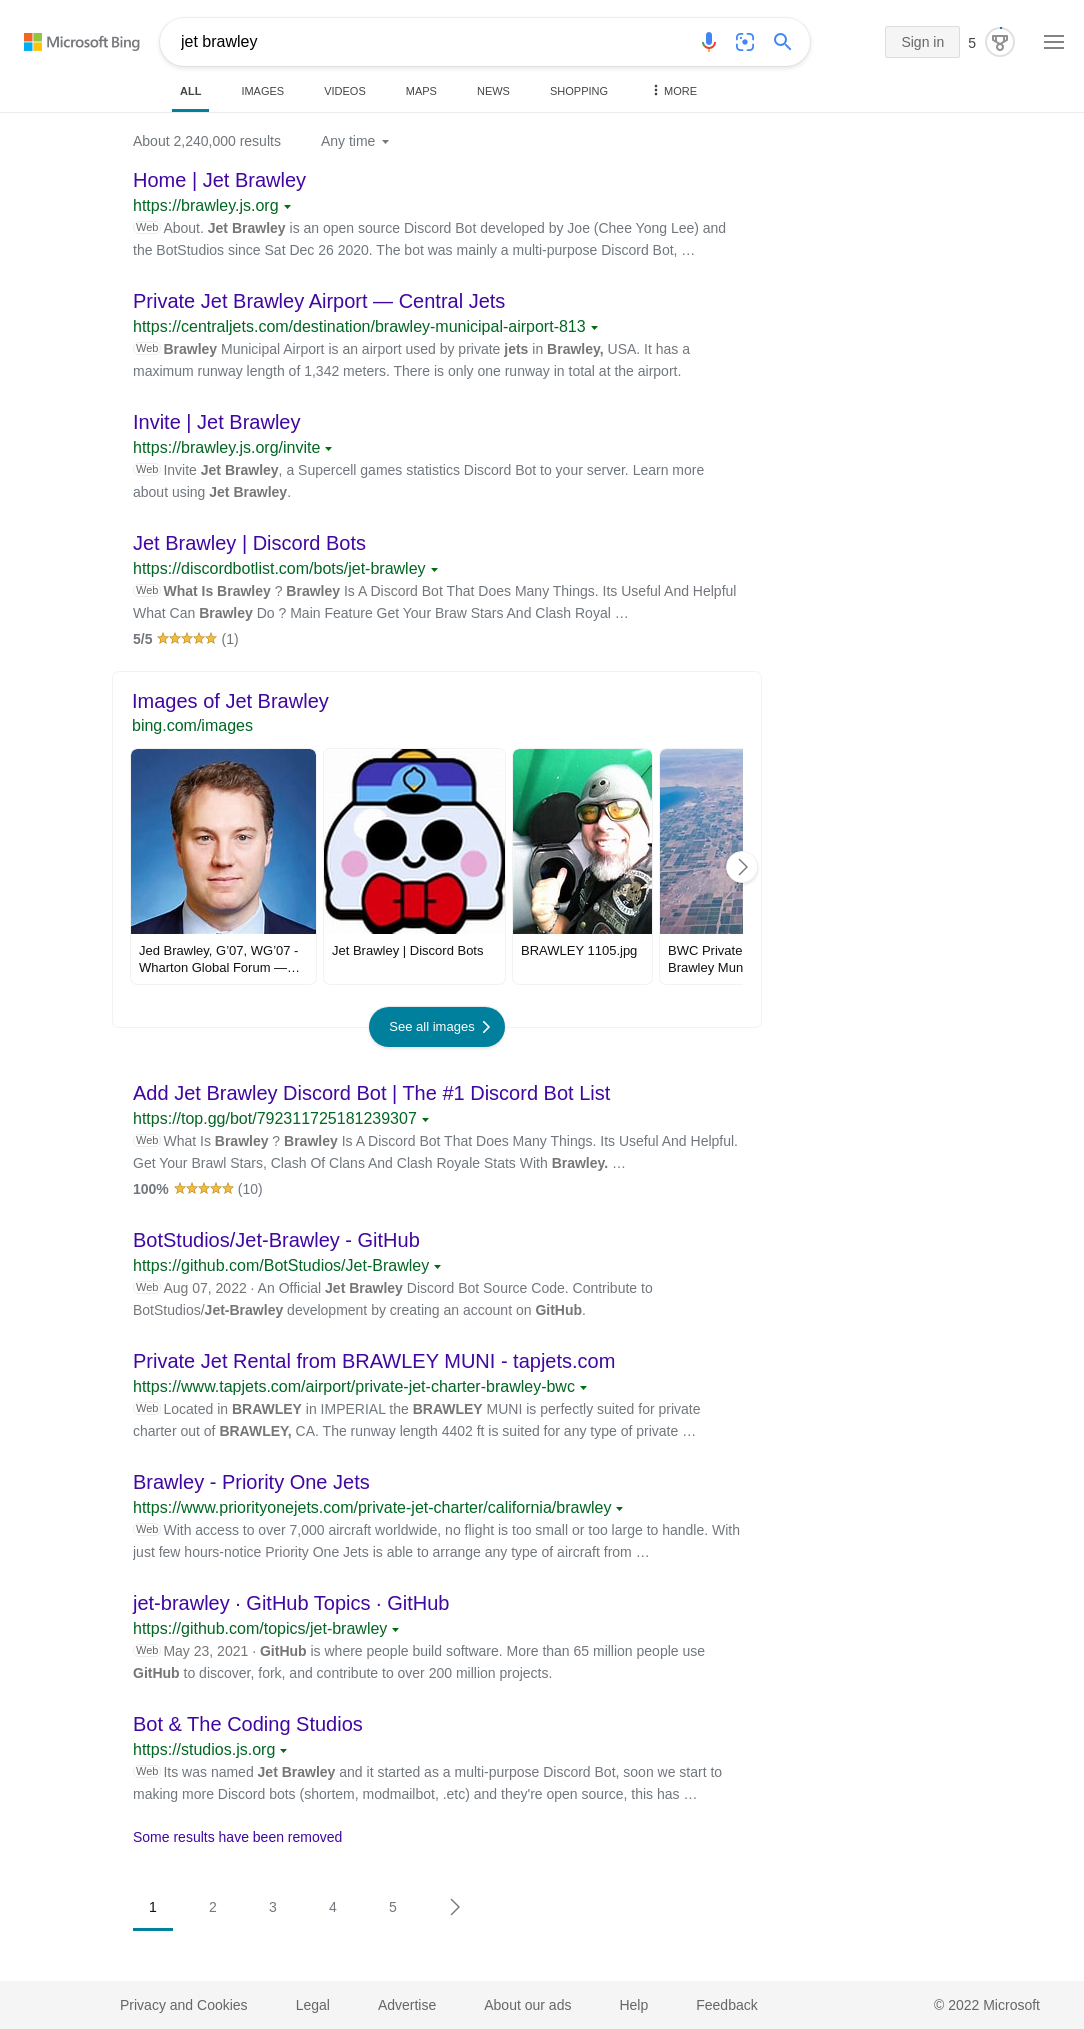 Microsoft Bing
jet brawley
Sign in
5
ALL IMAGES VIDEOS MAPS NEWS SHOPPING MORE
About 2,240,000 results Any time
Home | Jet Brawley
https://brawley.js.org
Web About. Jet Brawley is an open source Discord Bot developed by Joe (Chee Yong Lee) and
the BotStudios since Sat Dec 26 2020. The bot was mainly a multi-purpose Discord Bot, …
Private Jet Brawley Airport — Central Jets
https://centraljets.com/destination/brawley-municipal-airport-813
Web Brawley Municipal Airport is an airport used by private jets in Brawley, USA. It has a
maximum runway length of 1,342 meters. There is only one runway in total at the airport.
Invite | Jet Brawley
https://brawley.js.org/invite
Web Invite Jet Brawley, a Supercell games statistics Discord Bot to your server. Learn more
about using Jet Brawley.
Jet Brawley | Discord Bots
https://discordbotlist.com/bots/jet-brawley
Web What Is Brawley ? Brawley Is A Discord Bot That Does Many Things. Its Useful And Helpful
What Can Brawley Do ? Main Feature Get Your Braw Stars And Clash Royal …
5/5 (1)
Images of Jet Brawley
bing.com/images
Jed Brawley, G’07, WG’07 -
Wharton Global Forum —…
Jet Brawley | Discord Bots
BRAWLEY 1105.jpg
BWC Private
Brawley Mun
See all images
Add Jet Brawley Discord Bot | The #1 Discord Bot List
https://top.gg/bot/792311725181239307
Web What Is Brawley ? Brawley Is A Discord Bot That Does Many Things. Its Useful And Helpful.
Get Your Brawl Stars, Clash Of Clans And Clash Royale Stats With Brawley. …
100% (10)
BotStudios/Jet-Brawley - GitHub
https://github.com/BotStudios/Jet-Brawley
Web Aug 07, 2022 · An Official Jet Brawley Discord Bot Source Code. Contribute to
BotStudios/Jet-Brawley development by creating an account on GitHub.
Private Jet Rental from BRAWLEY MUNI - tapjets.com
https://www.tapjets.com/airport/private-jet-charter-brawley-bwc
Web Located in BRAWLEY in IMPERIAL the BRAWLEY MUNI is perfectly suited for private
charter out of BRAWLEY, CA. The runway length 4402 ft is suited for any type of private …
Brawley - Priority One Jets
https://www.priorityonejets.com/private-jet-charter/california/brawley
Web With access to over 7,000 aircraft worldwide, no flight is too small or too large to handle. With
just few hours-notice Priority One Jets is able to arrange any type of aircraft from …
jet-brawley · GitHub Topics · GitHub
https://github.com/topics/jet-brawley
Web May 23, 2021 · GitHub is where people build software. More than 65 million people use
GitHub to discover, fork, and contribute to over 200 million projects.
Bot & The Coding Studios
https://studios.js.org
Web Its was named Jet Brawley and it started as a multi-purpose Discord Bot, soon we start to
making more Discord bots (shortem, modmailbot, .etc) and they're open source, this has …
Some results have been removed
1 2 3 4 5
Privacy and Cookies Legal Advertise About our ads Help Feedback © 2022 Microsoft